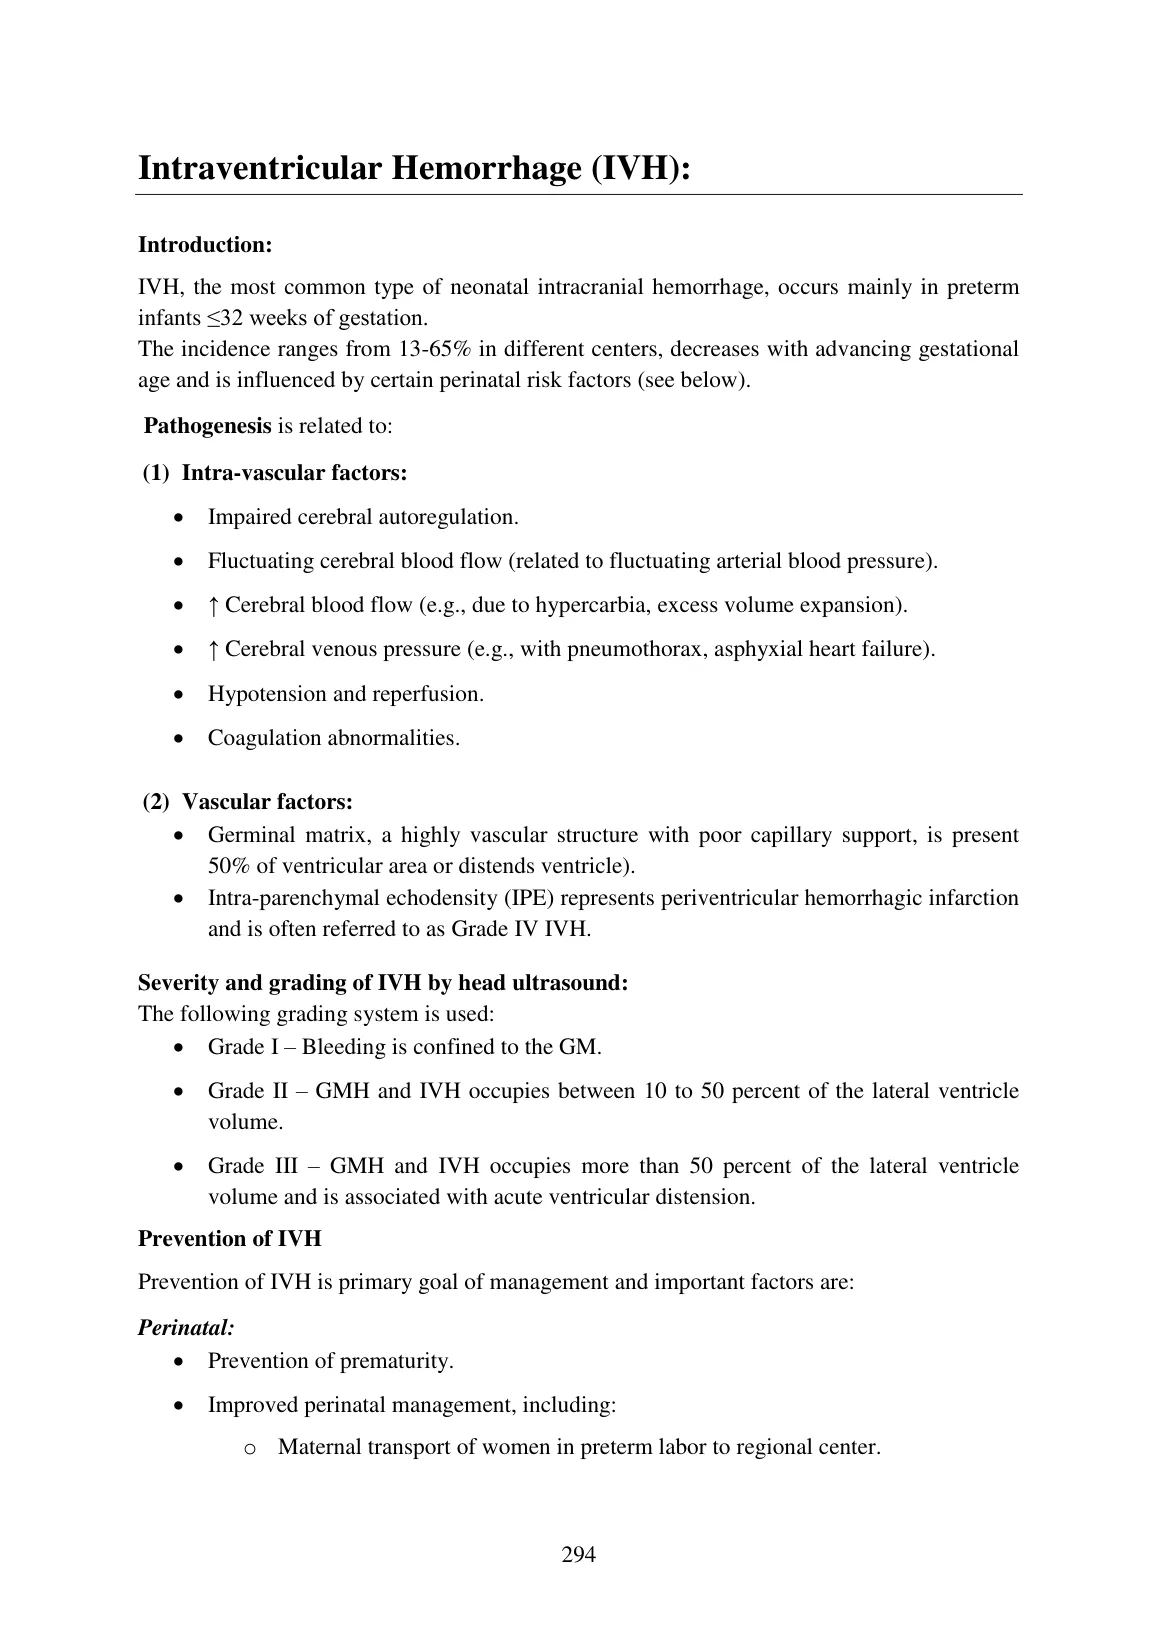 Intraventricular Hemorrhage (IVH):
Introduction:
IVH, the most common type of neonatal intracranial hemorrhage, occurs mainly in preterm
infants ≤32 weeks of gestation.
The incidence ranges from 13-65% in different centers, decreases with advancing gestational
age and is influenced by certain perinatal risk factors (see below).
Pathogenesis is related to:
(1) Intra-vascular factors:
• Impaired cerebral autoregulation.
• Fluctuating cerebral blood flow (related to fluctuating arterial blood pressure).
• ↑ Cerebral blood flow (e.g., due to hypercarbia, excess volume expansion).
• ↑ Cerebral venous pressure (e.g., with pneumothorax, asphyxial heart failure).
• Hypotension and reperfusion.
• Coagulation abnormalities.
(2) Vascular factors:
• Germinal matrix, a highly vascular structure with poor capillary support, is present
50% of ventricular area or distends ventricle).
• Intra-parenchymal echodensity (IPE) represents periventricular hemorrhagic infarction
and is often referred to as Grade IV IVH.
Severity and grading of IVH by head ultrasound:
The following grading system is used:
• Grade I – Bleeding is confined to the GM.
• Grade II – GMH and IVH occupies between 10 to 50 percent of the lateral ventricle
volume.
• Grade III – GMH and IVH occupies more than 50 percent of the lateral ventricle
volume and is associated with acute ventricular distension.
Prevention of IVH
Prevention of IVH is primary goal of management and important factors are:
Perinatal:
• Prevention of prematurity.
• Improved perinatal management, including:
o Maternal transport of women in preterm labor to regional center.
294